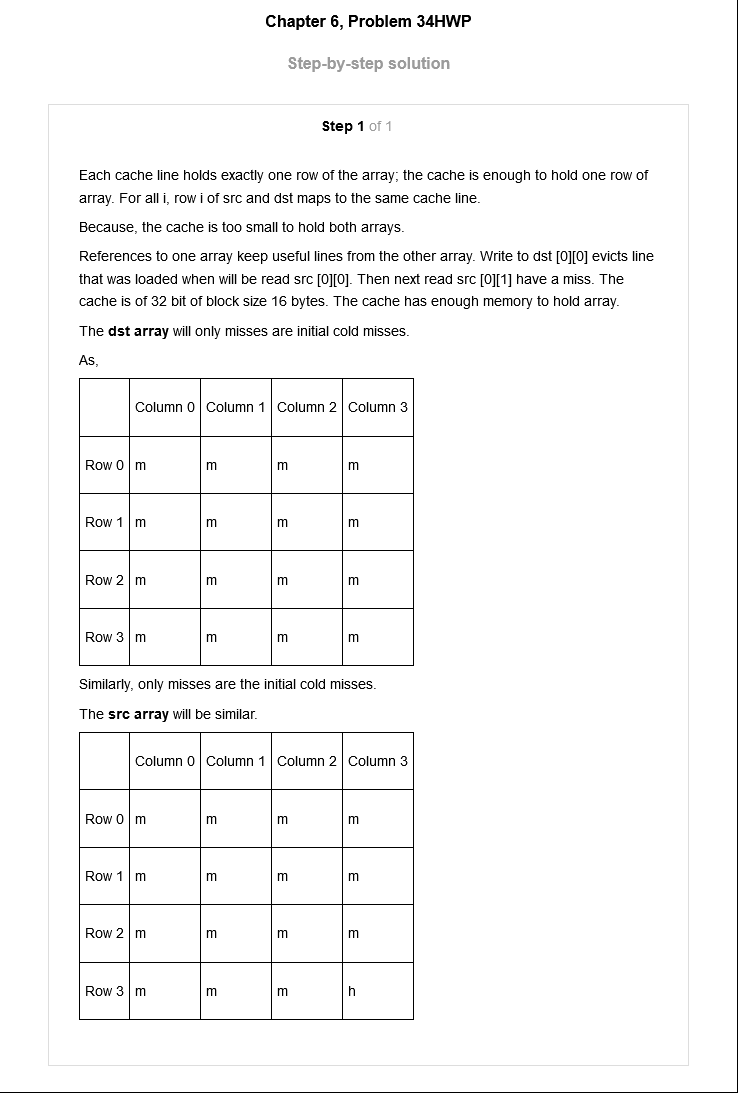 Chapter 6, Problem 34HWP
Step-by-step solution
Step 1 of 1
Each cache line holds exactly one row of the array; the cache is enough to hold one row of
array. For all i, row i of src and dst maps to the same cache line.
Because, the cache is too small to hold both arrays.
References to one array keep useful lines from the other array. Write to dst [0][0] evicts line
that was loaded when will be read src [0][0]. Then next read src [0][1] have a miss. The
cache is of 32 bit of block size 16 bytes. The cache has enough memory to hold array.
The dst array will only misses are initial cold misses.
As,
Column 0 Column 1 Column 2 Column 3
Row 0 m m m m
Row 1 m m m m
Row 2 m m m m
Row 3 m m m m
Similarly, only misses are the initial cold misses.
The src array will be similar.
Column 0 Column 1 Column 2 Column 3
Row 0 m m m m
Row 1 m m m m
Row 2 m m m m
Row 3 m m m h